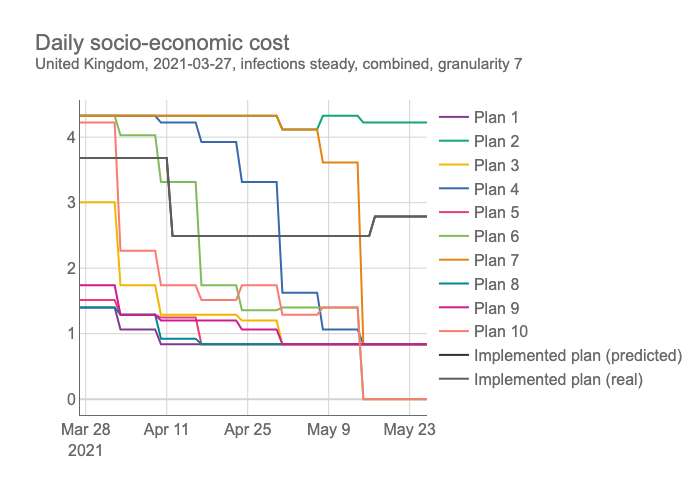 Daily socio-economic cost
United Kingdom, 2021-03-27, infections steady, combined, granularity 7
4
3
2
1
0
Mar 28
2021
Apr 11
Apr 25
May 9
May 23
Plan 1
Plan 2
Plan 3
Plan 4
Plan 5
Plan 6
Plan 7
Plan 8
Plan 9
Plan 10
Implemented plan (predicted)
Implemented plan (real)